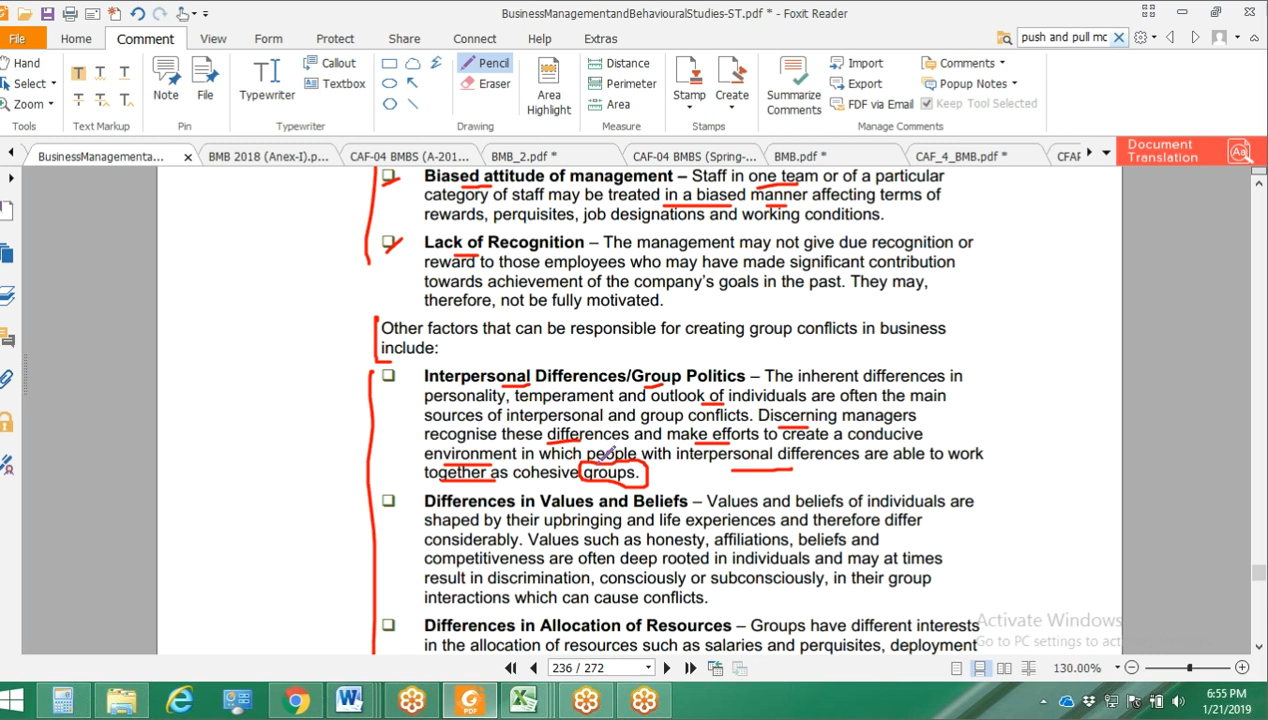 BusinessManagementandBehaviouralStudies-ST.pdf * - Foxit Reader
File Home Comment View Form Protect Share Connect Help Extras push and pull mc
Hand Callout Pencil Distance Import Comments
Select Textbox Eraser Perimeter Export Popup Notes
Zoom Note File Typewriter Area Highlight Area Stamp Create Summarize Comments FDF via Email Keep Tool Selected
Tools Text Markup Pin Typewriter Drawing Measure Stamps Manage Comments
BusinessManagementa... BMB 2018 (Anex-I).p... CAF-04 BMBS (A-201... BMB_2.pdf * CAF-04 BMBS (Spring-... BMB.pdf * CAF_4_BMB.pdf * CFAP Document Translation
Biased attitude of management – Staff in one team or of a particular
category of staff may be treated in a biased manner affecting terms of
rewards, perquisites, job designations and working conditions.
Lack of Recognition – The management may not give due recognition or
reward to those employees who may have made significant contribution
towards achievement of the company's goals in the past. They may,
therefore, not be fully motivated.
Other factors that can be responsible for creating group conflicts in business
include:
Interpersonal Differences/Group Politics – The inherent differences in
personality, temperament and outlook of individuals are often the main
sources of interpersonal and group conflicts. Discerning managers
recognise these differences and make efforts to create a conducive
environment in which people with interpersonal differences are able to work
together as cohesive groups.
Differences in Values and Beliefs – Values and beliefs of individuals are
shaped by their upbringing and life experiences and therefore differ
considerably. Values such as honesty, affiliations, beliefs and
competitiveness are often deep rooted in individuals and may at times
result in discrimination, consciously or subconsciously, in their group
interactions which can cause conflicts.
Differences in Allocation of Resources – Groups have different interests
in the allocation of resources such as salaries and perquisites, deployment
Activate Windows
Go to PC settings to act
236 / 272 130.00%
6:55 PM
1/21/2019